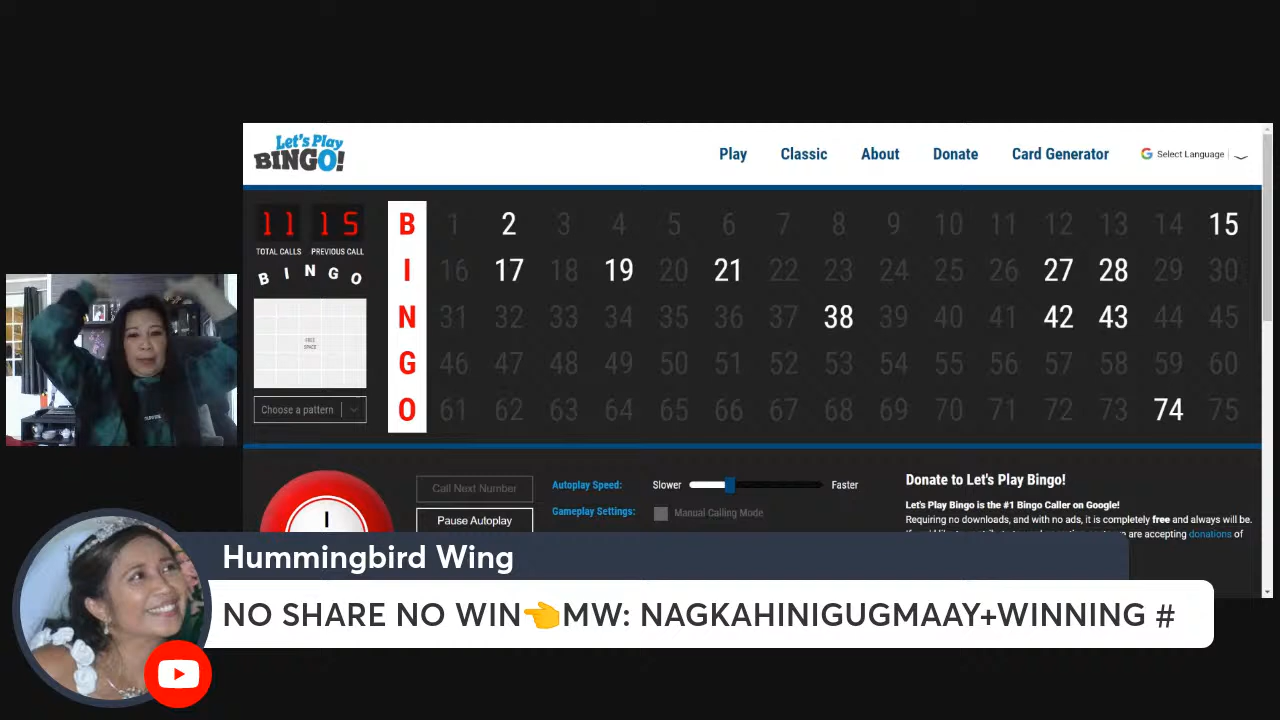 Let's Play
BINGO!
Play Classic About Donate Card Generator Select Language
11 15
TOTAL CALLS PREVIOUS CALL
B I N G O
FREE
SPACE
Choose a pattern
B 1 2 3 4 5 6 7 8 9 10 11 12 13 14 15
I 16 17 18 19 20 21 22 23 24 25 26 27 28 29 30
N 31 32 33 34 35 36 37 38 39 40 41 42 43 44 45
G 46 47 48 49 50 51 52 53 54 55 56 57 58 59 60
O 61 62 63 64 65 66 67 68 69 70 71 72 73 74 75
I
Call Next Number
Pause Autoplay
Autoplay Speed: Slower Faster
Gameplay Settings: Manual Calling Mode
Donate to Let's Play Bingo!
Let's Play Bingo is the #1 Bingo Caller on Google!
Requiring no downloads, and with no ads, it is completely free and always will be.
are accepting donations of
Hummingbird Wing
NO SHARE NO WIN👈MW: NAGKAHINIGUGMAAY+WINNING #